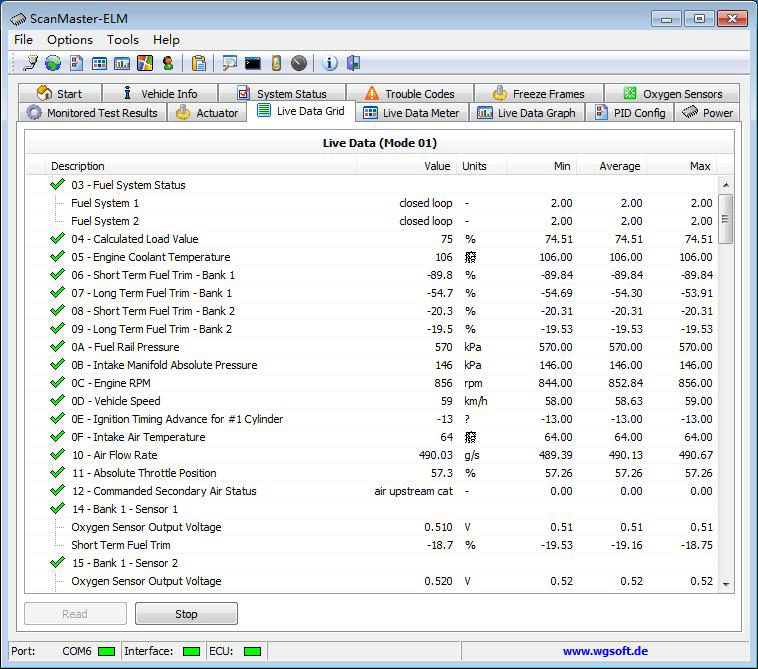 ScanMaster-ELM
File Options Tools Help
Start Vehicle Info System Status Trouble Codes Freeze Frames Oxygen Sensors
Monitored Test Results Actuator Live Data Grid Live Data Meter Live Data Graph PID Config Power
Live Data (Mode 01)
Description Value Units Min Average Max
03 - Fuel System Status
Fuel System 1 closed loop - 2.00 2.00 2.00
Fuel System 2 closed loop - 2.00 2.00 2.00
04 - Calculated Load Value 75 % 74.51 74.51 74.51
05 - Engine Coolant Temperature 106 106.00 106.00 106.00
06 - Short Term Fuel Trim - Bank 1 -89.8 % -89.84 -89.84 -89.84
07 - Long Term Fuel Trim - Bank 1 -54.7 % -54.69 -54.30 -53.91
08 - Short Term Fuel Trim - Bank 2 -20.3 % -20.31 -20.31 -20.31
09 - Long Term Fuel Trim - Bank 2 -19.5 % -19.53 -19.53 -19.53
0A - Fuel Rail Pressure 570 kPa 570.00 570.00 570.00
0B - Intake Manifold Absolute Pressure 146 kPa 146.00 146.00 146.00
0C - Engine RPM 856 rpm 844.00 852.84 856.00
0D - Vehicle Speed 59 km/h 58.00 58.63 59.00
0E - Ignition Timing Advance for #1 Cylinder -13 ? -13.00 -13.00 -13.00
0F - Intake Air Temperature 64 64.00 64.00 64.00
10 - Air Flow Rate 490.03 g/s 489.39 490.13 490.67
11 - Absolute Throttle Position 57.3 % 57.26 57.26 57.26
12 - Commanded Secondary Air Status air upstream cat - 0.00 0.00 0.00
14 - Bank 1 - Sensor 1
Oxygen Sensor Output Voltage 0.510 V 0.51 0.51 0.51
Short Term Fuel Trim -18.7 % -19.53 -19.16 -18.75
15 - Bank 1 - Sensor 2
Oxygen Sensor Output Voltage 0.520 V 0.52 0.52 0.52
Read Stop
Port: COM6 Interface: ECU: www.wgsoft.de